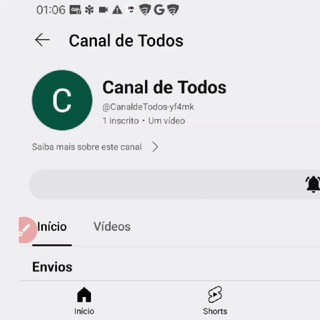 01:06
Canal de Todos
C
Canal de Todos
@CanaldeTodos-yf4mk
1 inscrito • Um vídeo
Saiba mais sobre este canal
Início Vídeos
Envios
Início Shorts